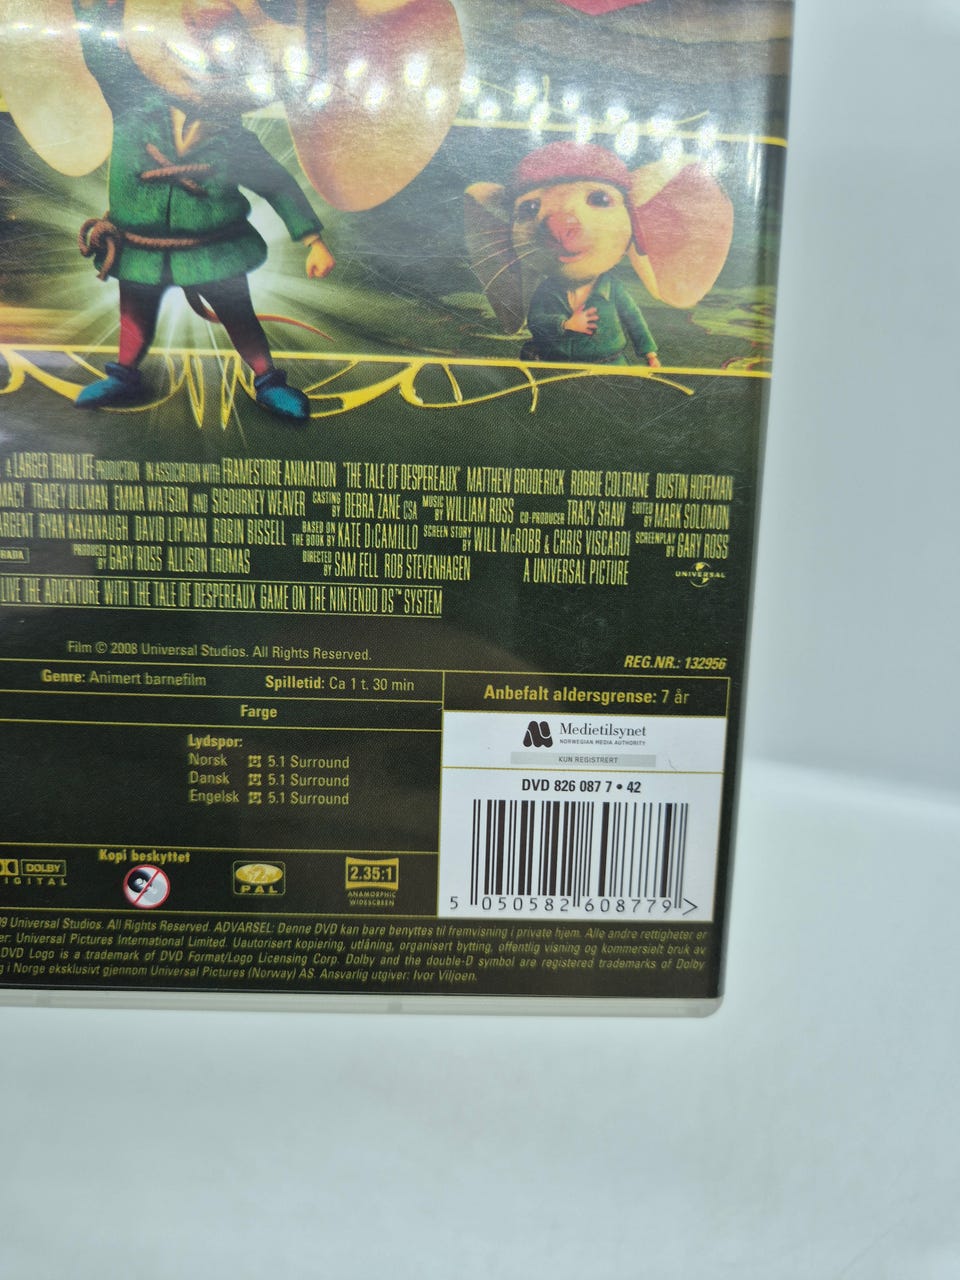 A LARGER THAN LIFE PRODUCTION IN ASSOCIATION WITH FRAMESTORE ANIMATION "THE TALE OF DESPEREAUX" MATTHEW BRODERICK ROBBIE COLTRANE DUSTIN HOFFMAN
MACY TRACEY ULLMAN EMMA WATSON AND SIGOURNEY WEAVER CASTING BY DEBRA ZANE CSA MUSIC BY WILLIAM ROSS CO-PRODUCER TRACY SHAW EDITED BY MARK SOLOMON
ARGENT RYAN KAVANAUGH DAVID LIPMAN ROBIN BISSELL BASED ON THE BOOK BY KATE DiCAMILLO SCREEN STORY BY WILL McROBB & CHRIS VISCARDI SCREENPLAY BY GARY ROSS
RADA PRODUCED BY GARY ROSS ALLISON THOMAS DIRECTED BY SAM FELL ROB STEVENHAGEN A UNIVERSAL PICTURE UNIVERSAL
LIVE THE ADVENTURE WITH THE TALE OF DESPEREAUX GAME ON THE NINTENDO DS™ SYSTEM
Film © 2008 Universal Studios. All Rights Reserved.
REG.NR.: 132956
Genre: Animert barnefilm Spilletid: Ca 1 t. 30 min
Anbefalt aldersgrense: 7 år
Farge
Medietilsynet
NORWEGIAN MEDIA AUTHORITY
KUN REGISTRERT
Lydspor:
Norsk 5.1 Surround
Dansk 5.1 Surround
Engelsk 5.1 Surround
DVD 826 087 7 • 42
5 050582 608779 >
Kopi beskyttet
DOLBY
IGITAL
PAL
2.35:1
ANAMORPHIC
WIDESCREEN
09 Universal Studios. All Rights Reserved. ADVARSEL: Denne DVD kan bare benyttes til fremvisning i private hjem. Alle andre rettigheter er
er: Universal Pictures International Limited. Uautorisert kopiering, utlåning, organisert bytting, offentlig visning og kommersielt bruk av
DVD Logo is a trademark of DVD Format/Logo Licensing Corp. Dolby and the double-D symbol are registered trademarks of Dolby
g i Norge eksklusivt gjennom Universal Pictures (Norway) AS. Ansvarlig utgiver: Ivor Viljoen.